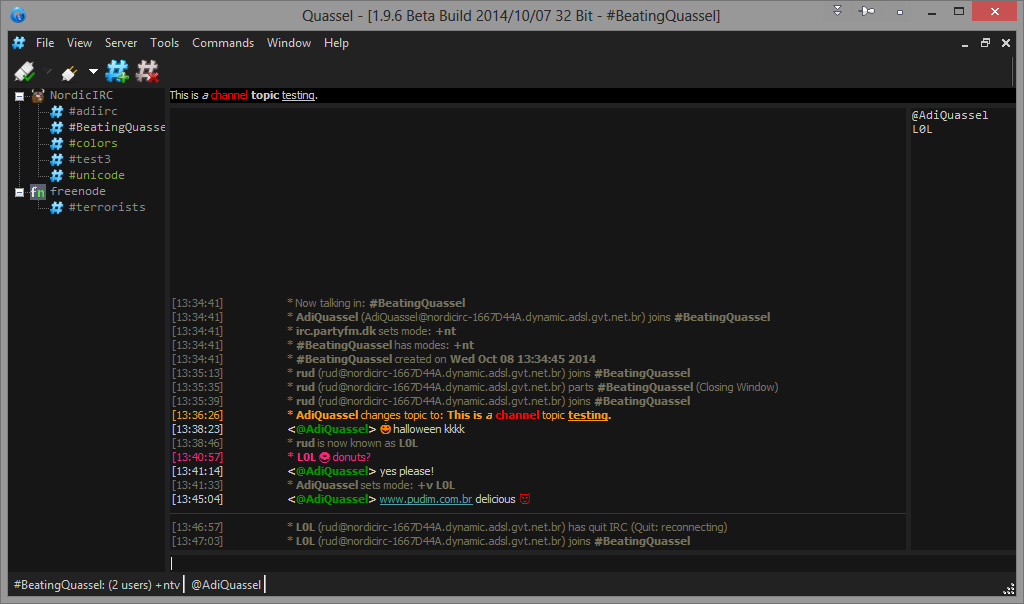 Quassel - [1.9.6 Beta Build 2014/10/07 32 Bit - #BeatingQuassel]
File View Server Tools Commands Window Help
NordicIRC
#adiirc
#BeatingQuasse
#colors
#test3
#unicode
freenode
#terrorists
This is a channel topic testing.
@AdiQuassel
L0L
[13:34:41] * Now talking in: #BeatingQuassel
[13:34:41] * AdiQuassel (AdiQuassel@nordicirc-1667D44A.dynamic.adsl.gvt.net.br) joins #BeatingQuassel
[13:34:41] * irc.partyfm.dk sets mode: +nt
[13:34:41] * #BeatingQuassel has modes: +nt
[13:34:41] * #BeatingQuassel created on Wed Oct 08 13:34:45 2014
[13:35:13] * rud (rud@nordicirc-1667D44A.dynamic.adsl.gvt.net.br) joins #BeatingQuassel
[13:35:35] * rud (rud@nordicirc-1667D44A.dynamic.adsl.gvt.net.br) parts #BeatingQuassel (Closing Window)
[13:35:39] * rud (rud@nordicirc-1667D44A.dynamic.adsl.gvt.net.br) joins #BeatingQuassel
[13:36:26] * AdiQuassel changes topic to: This is a channel topic testing.
[13:38:23] <@AdiQuassel> 🎃 halloween kkkk
[13:38:46] * rud is now known as L0L
[13:40:57] * L0L 🍩 donuts?
[13:41:14] <@AdiQuassel> yes please!
[13:41:33] * AdiQuassel sets mode: +v L0L
[13:45:04] <@AdiQuassel> www.pudim.com.br delicious 😈
[13:46:57] * L0L (rud@nordicirc-1667D44A.dynamic.adsl.gvt.net.br) has quit IRC (Quit: reconnecting)
[13:47:03] * L0L (rud@nordicirc-1667D44A.dynamic.adsl.gvt.net.br) joins #BeatingQuassel
#BeatingQuassel: (2 users) +ntv @AdiQuassel